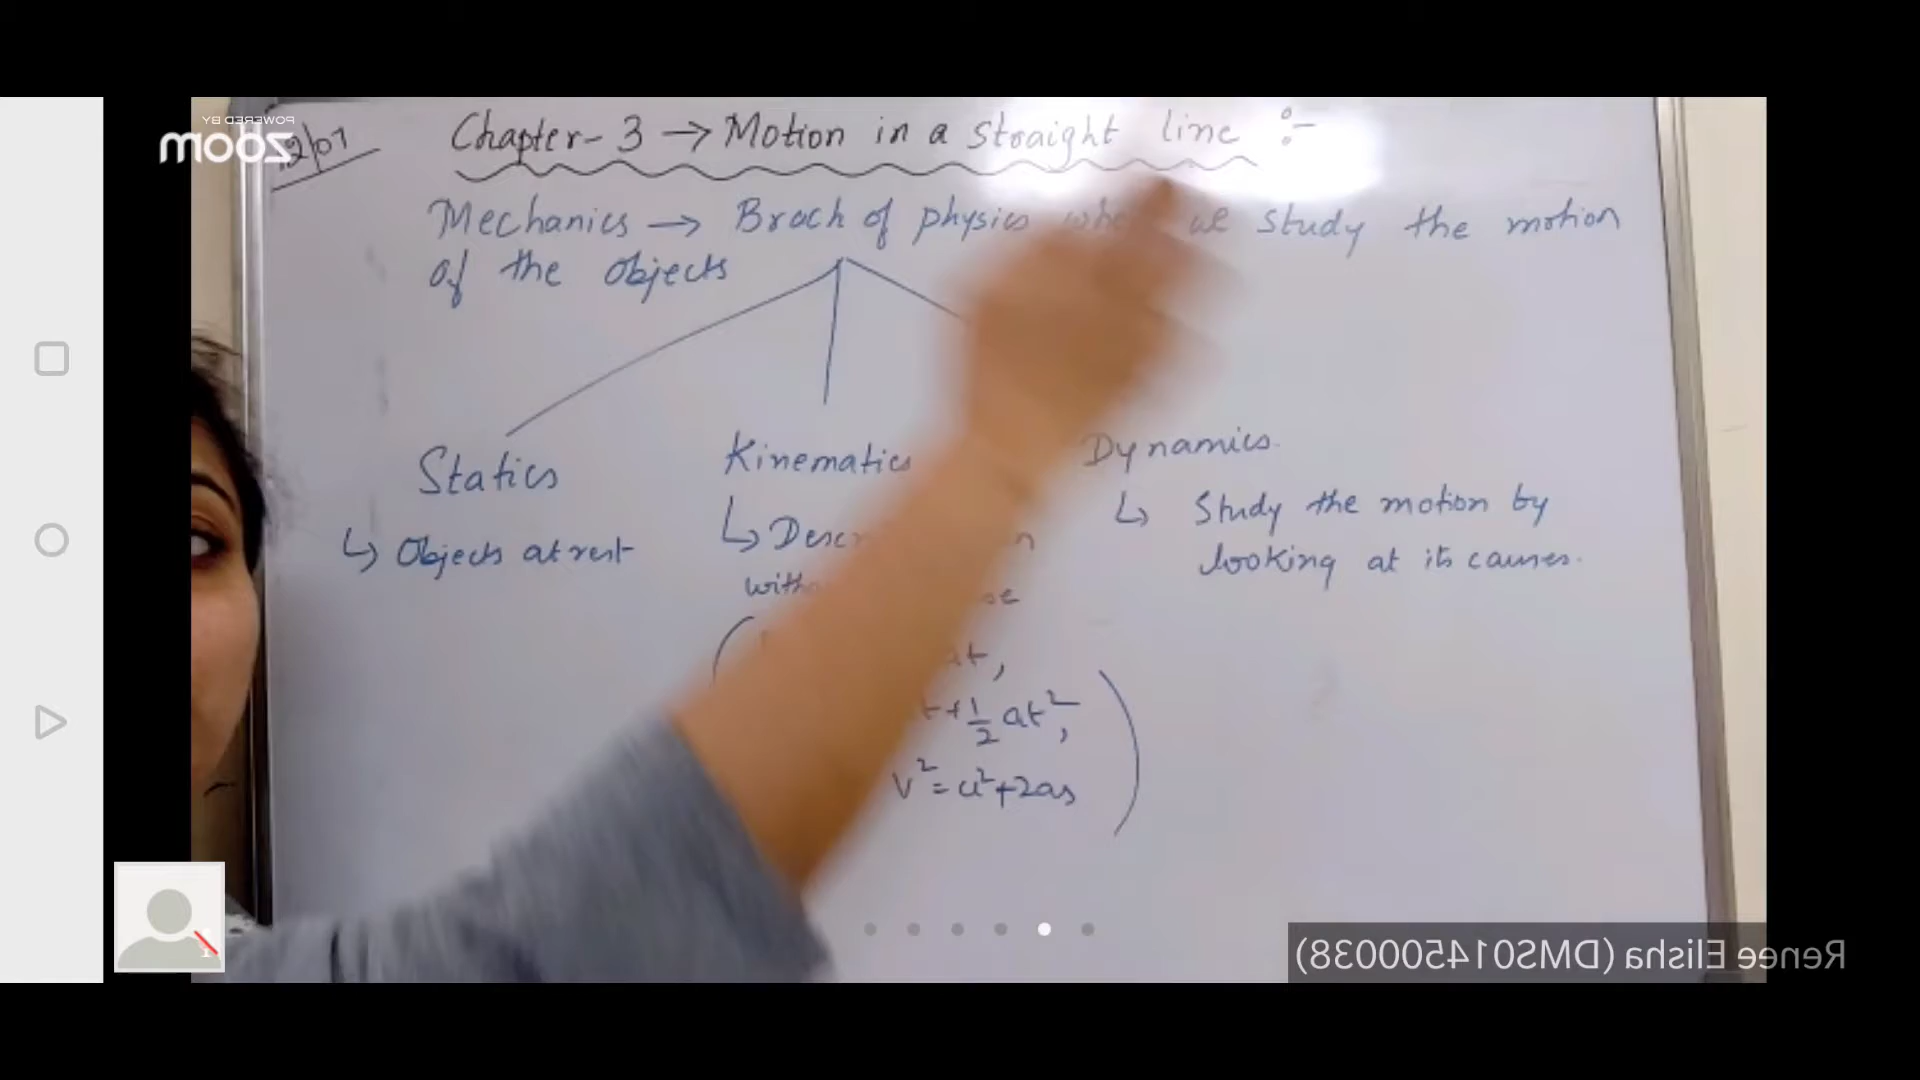 POWERED BY
zoom
Chapter-3 → Motion in a straight line :-
Mechanics → Brach of physics we study the motion
of the objects
Statics
Kinematics
Dynamics.
↳ Objects at rest
↳ Study the motion by
looking at its causes.
at,
t+1/2 at²,
v²=u²+2as
Renee Elisha (DMS014500038)